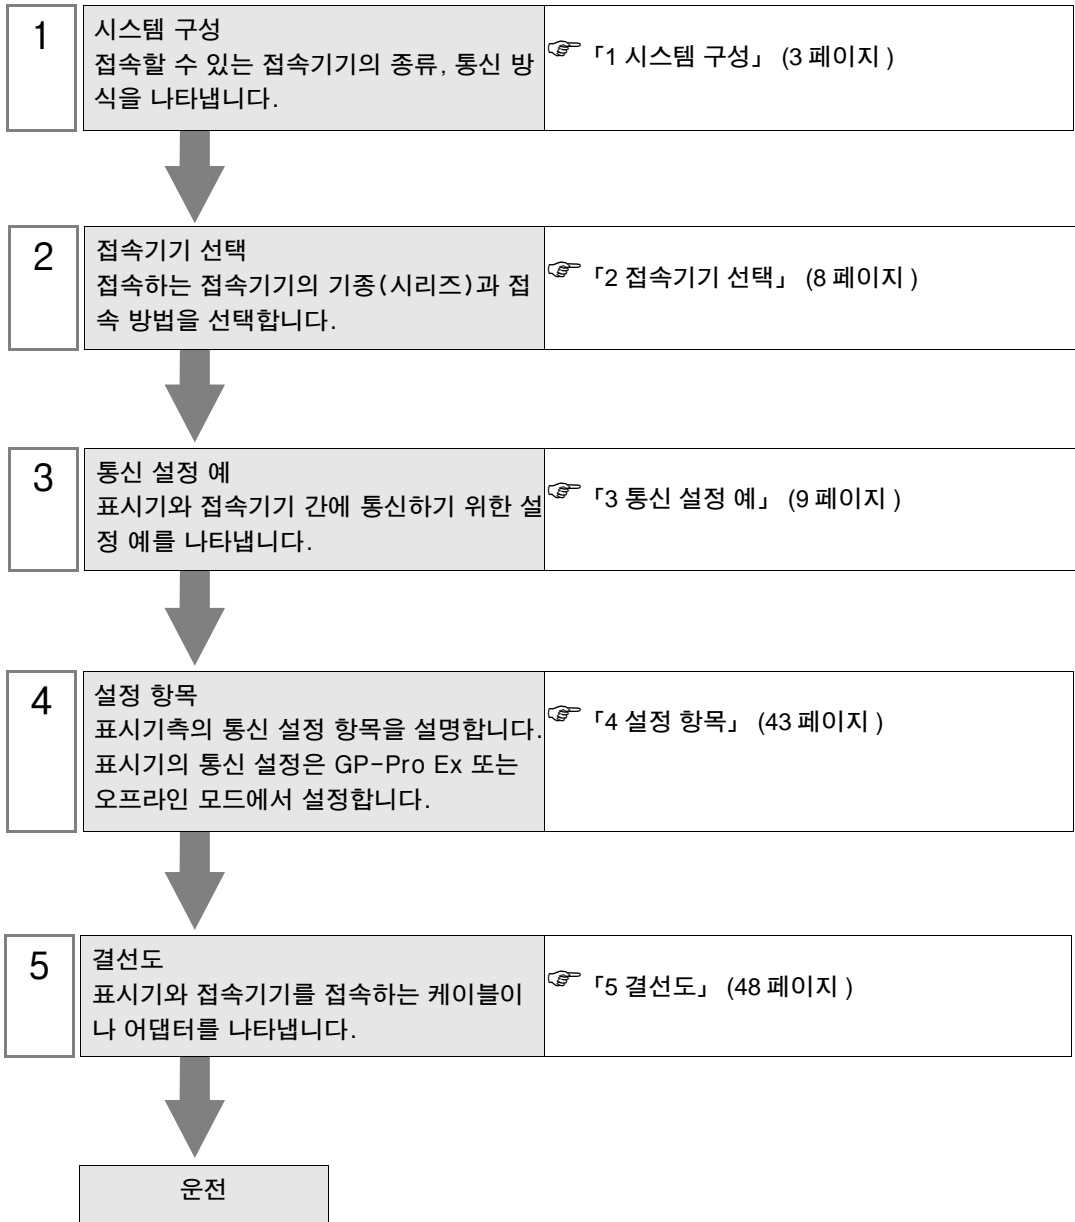 1
시스템 구성
접속할 수 있는 접속기기의 종류, 통신 방
식을 나타냅니다.
☞ 「1 시스템 구성」 (3 페이지 )
2
접속기기 선택
접속하는 접속기기의 기종(시리즈)과 접
속 방법을 선택합니다.
☞ 「2 접속기기 선택」 (8 페이지 )
3
통신 설정 예
표시기와 접속기기 간에 통신하기 위한 설
정 예를 나타냅니다.
☞ 「3 통신 설정 예」 (9 페이지 )
4
설정 항목
표시기측의 통신 설정 항목을 설명합니다.
표시기의 통신 설정은 GP-Pro Ex 또는
오프라인 모드에서 설정합니다.
☞ 「4 설정 항목」 (43 페이지 )
5
결선도
표시기와 접속기기를 접속하는 케이블이
나 어댑터를 나타냅니다.
☞ 「5 결선도」 (48 페이지 )
운전